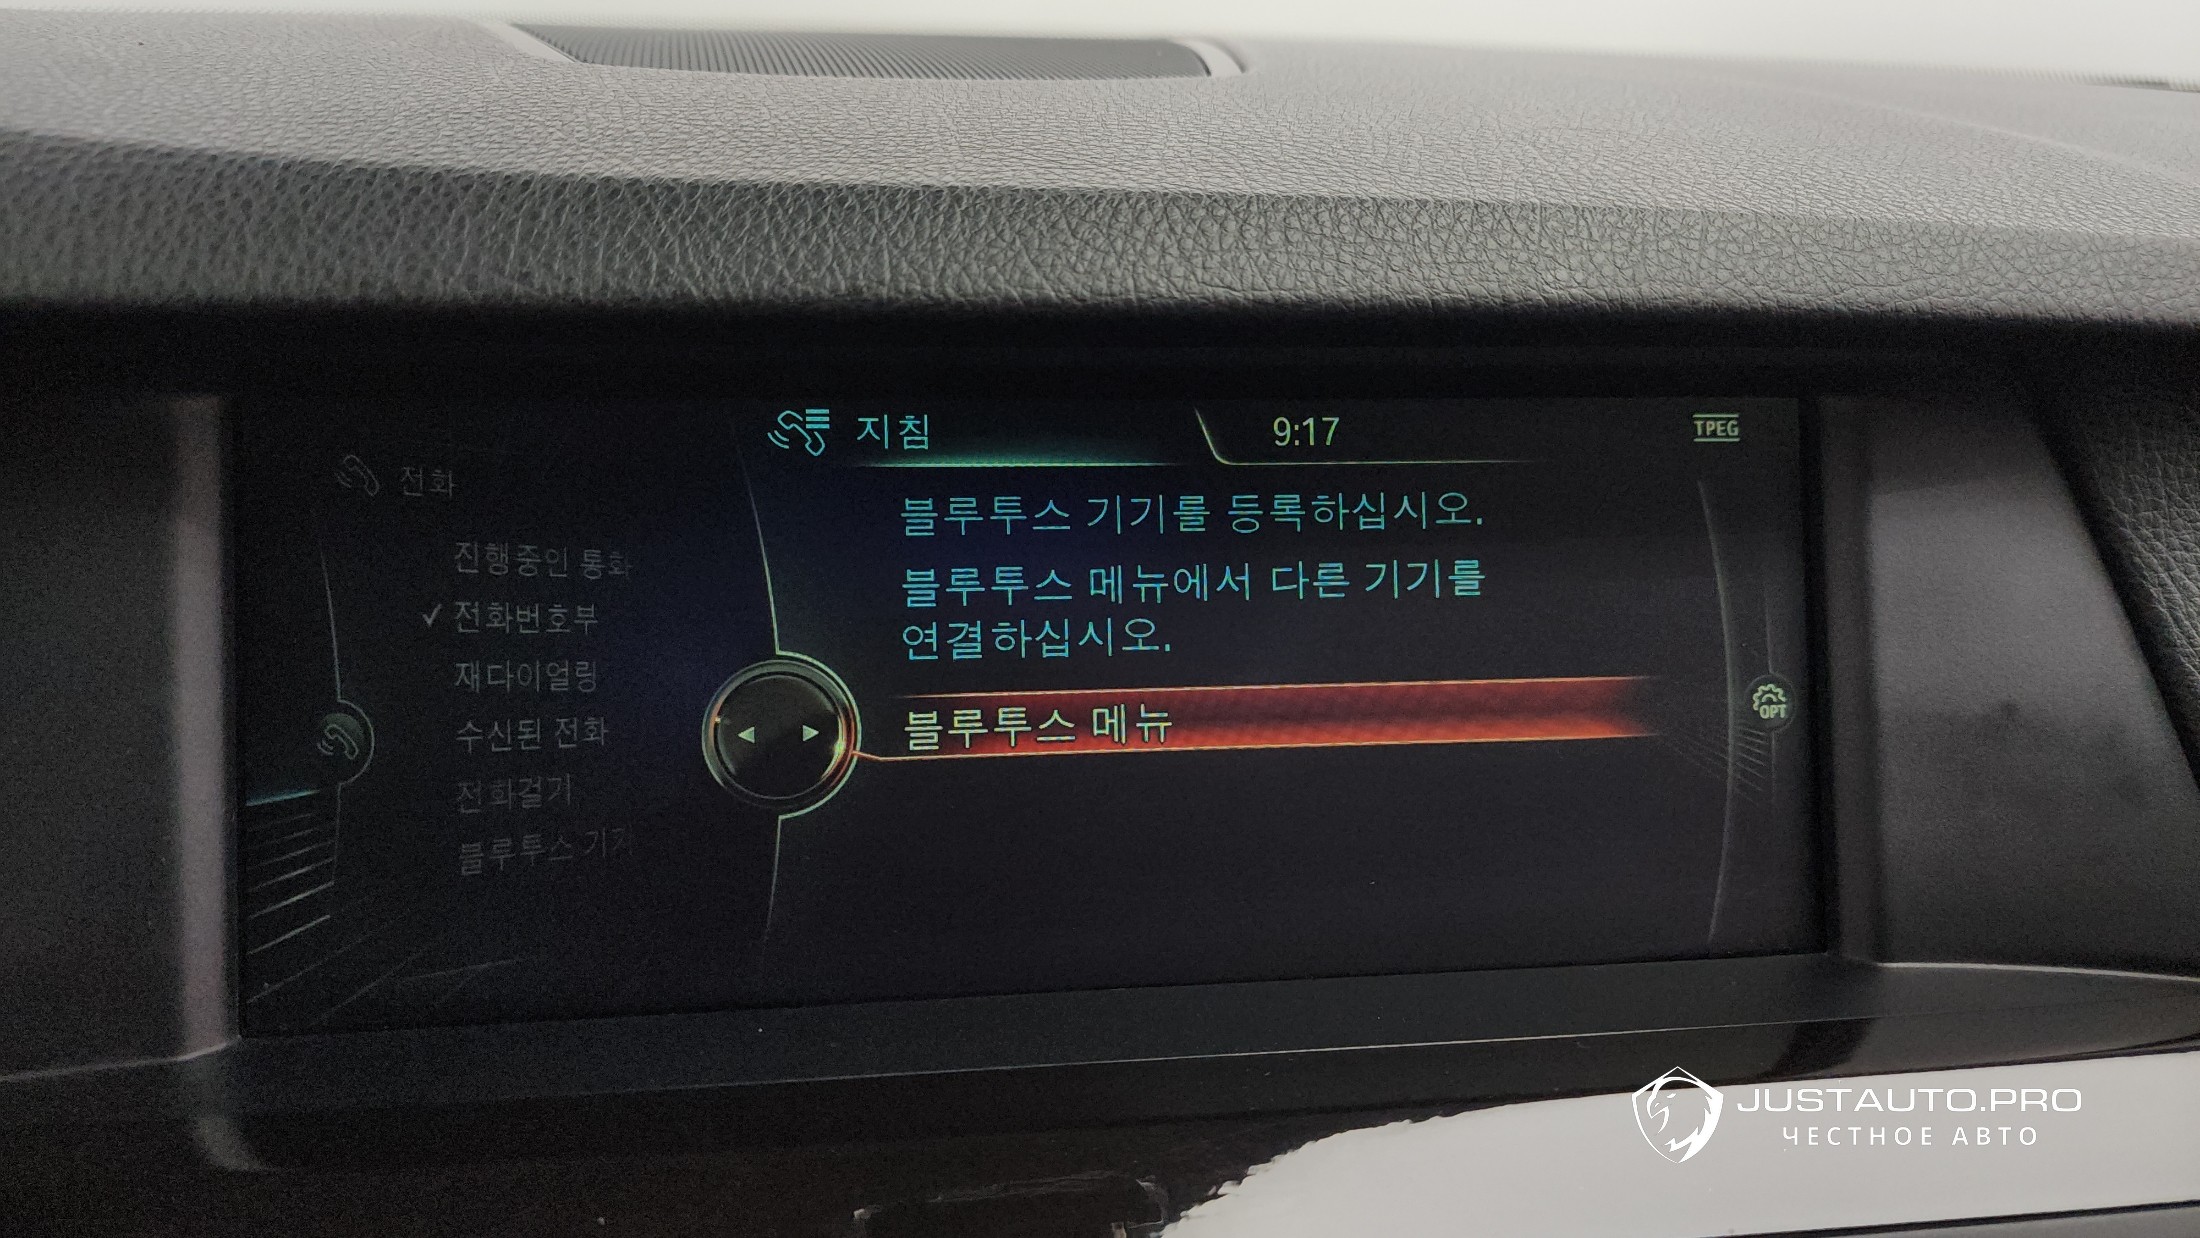 지침
9:17
TPEG
전화
진행중인 통화
✓ 전화번호부
재다이얼링
수신된 전화
전화걸기
블루투스 기기
블루투스 기기를 등록하십시오.
블루투스 메뉴에서 다른 기기를
연결하십시오.
블루투스 메뉴
OPT
JUSTAUTO.PRO
ЧЕСТНОЕ АВТО